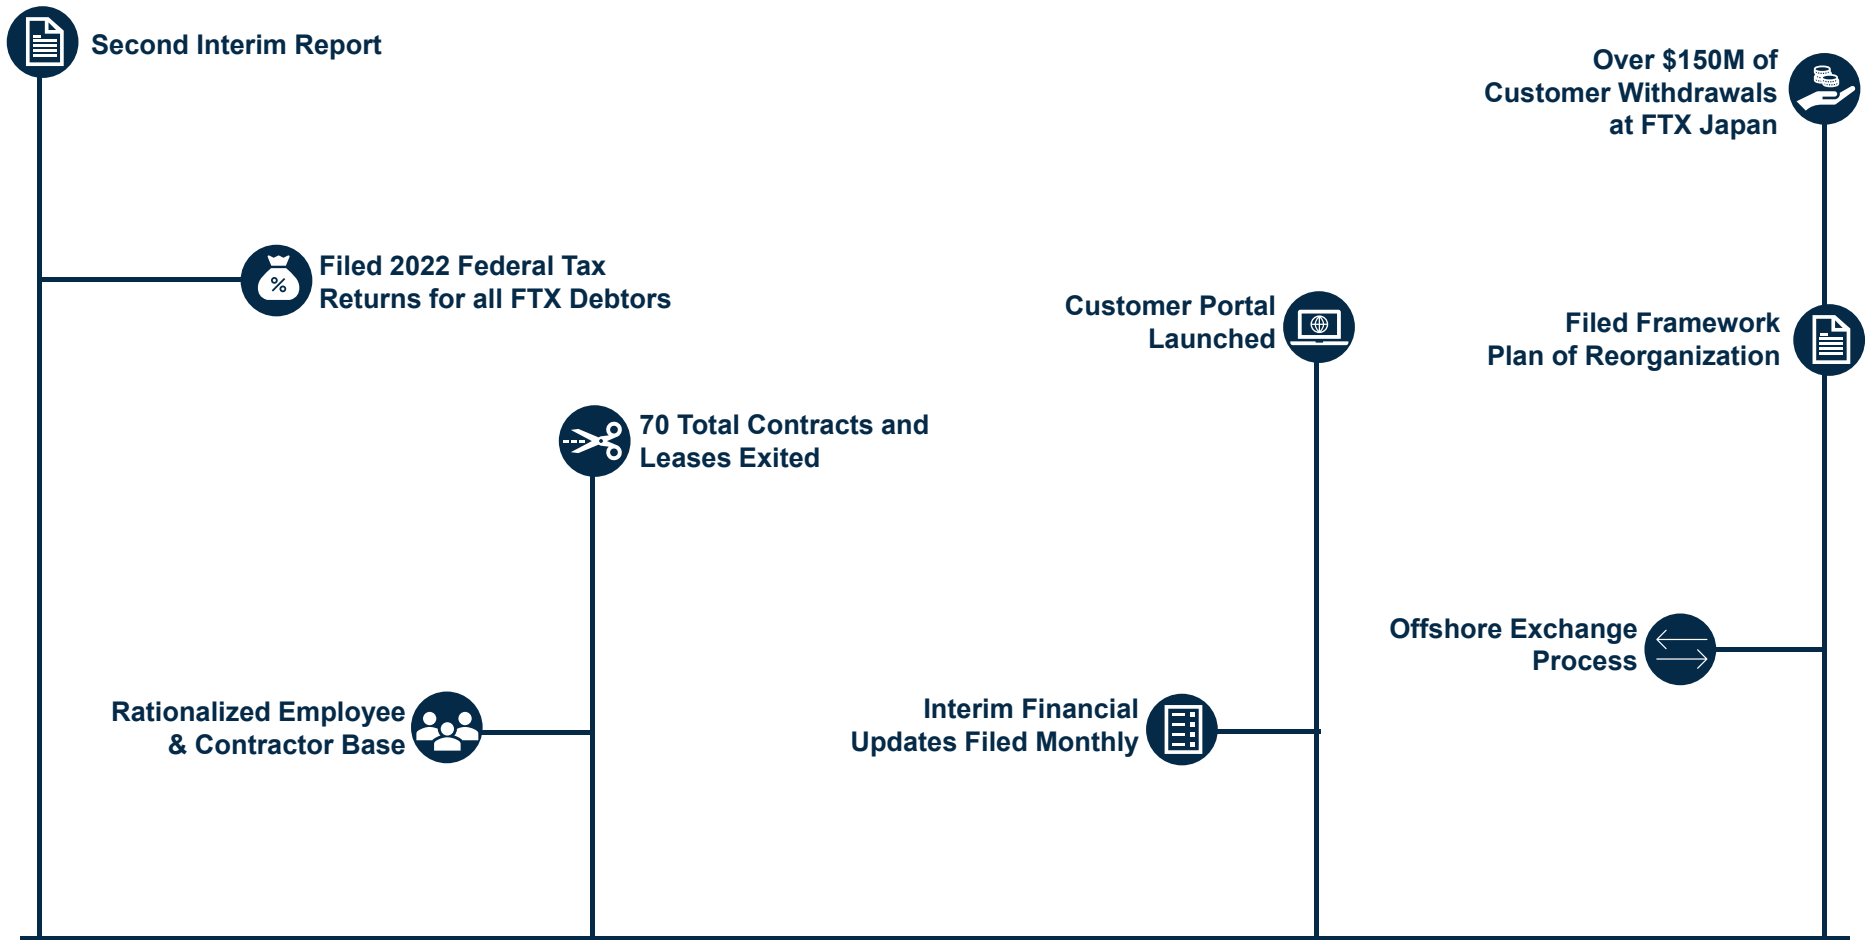 Second Interim Report
Over $150M of
Customer Withdrawals
at FTX Japan
Filed 2022 Federal Tax
Returns for all FTX Debtors
Customer Portal
Launched
Filed Framework
Plan of Reorganization
70 Total Contracts and
Leases Exited
Offshore Exchange
Process
Rationalized Employee
& Contractor Base
Interim Financial
Updates Filed Monthly